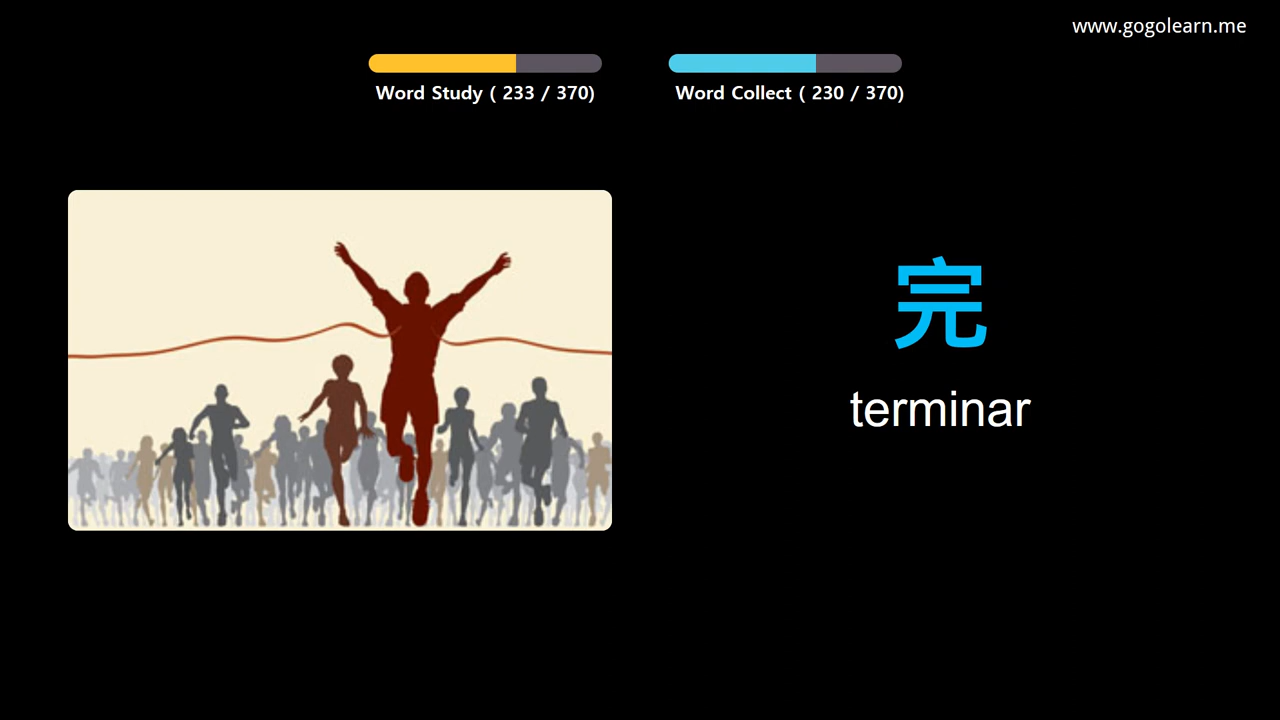 www.gogolearn.me
Word Study ( 233 / 370)
Word Collect ( 230 / 370)
完
terminar